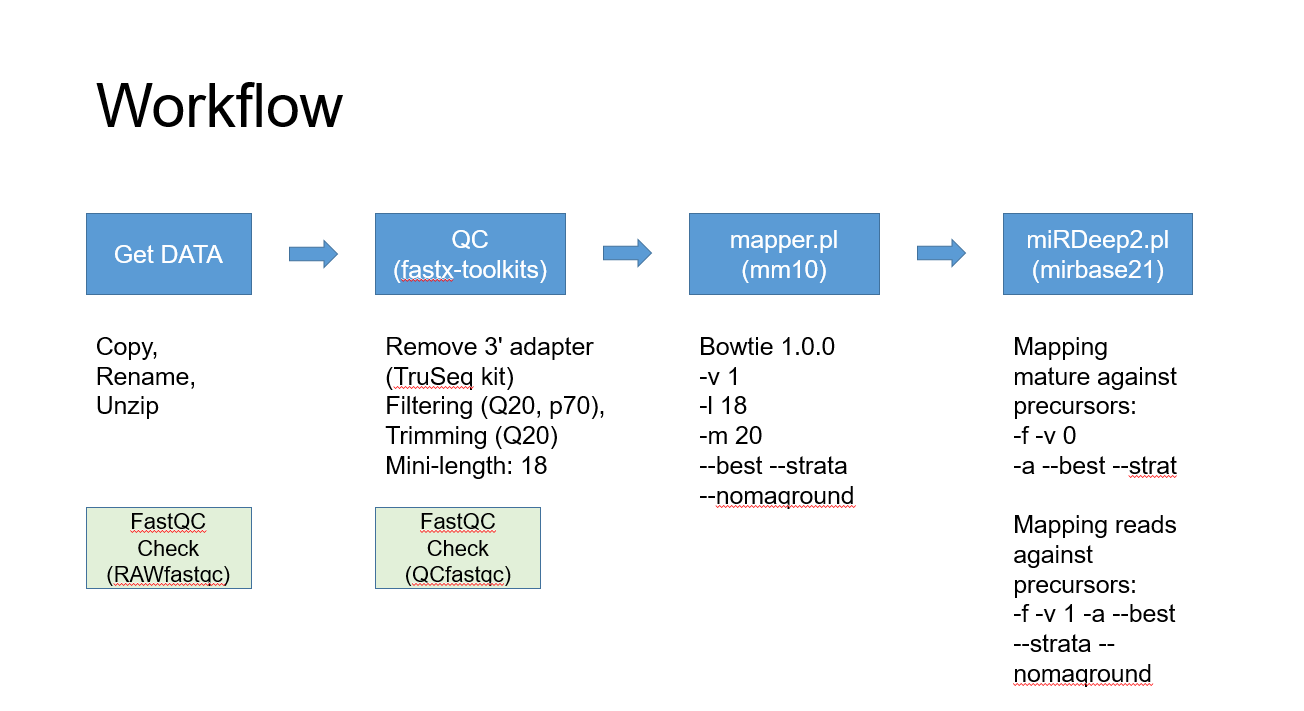 Workflow
Get DATA
QC
(fastx-toolkits)
mapper.pl
(mm10)
miRDeep2.pl
(mirbase21)
Copy,
Rename,
Unzip
Remove 3' adapter
(TruSeq kit)
Filtering (Q20, p70),
Trimming (Q20)
Mini-length: 18
Bowtie 1.0.0
-v 1
-l 18
-m 20
--best --strata
--nomaqround
Mapping
mature against
precursors:
-f -v 0
-a --best --strat
Mapping reads
against
precursors:
-f -v 1 -a --best
--strata --
nomaqround
FastQC
Check
(RAWfastqc)
FastQC
Check
(QCfastqc)